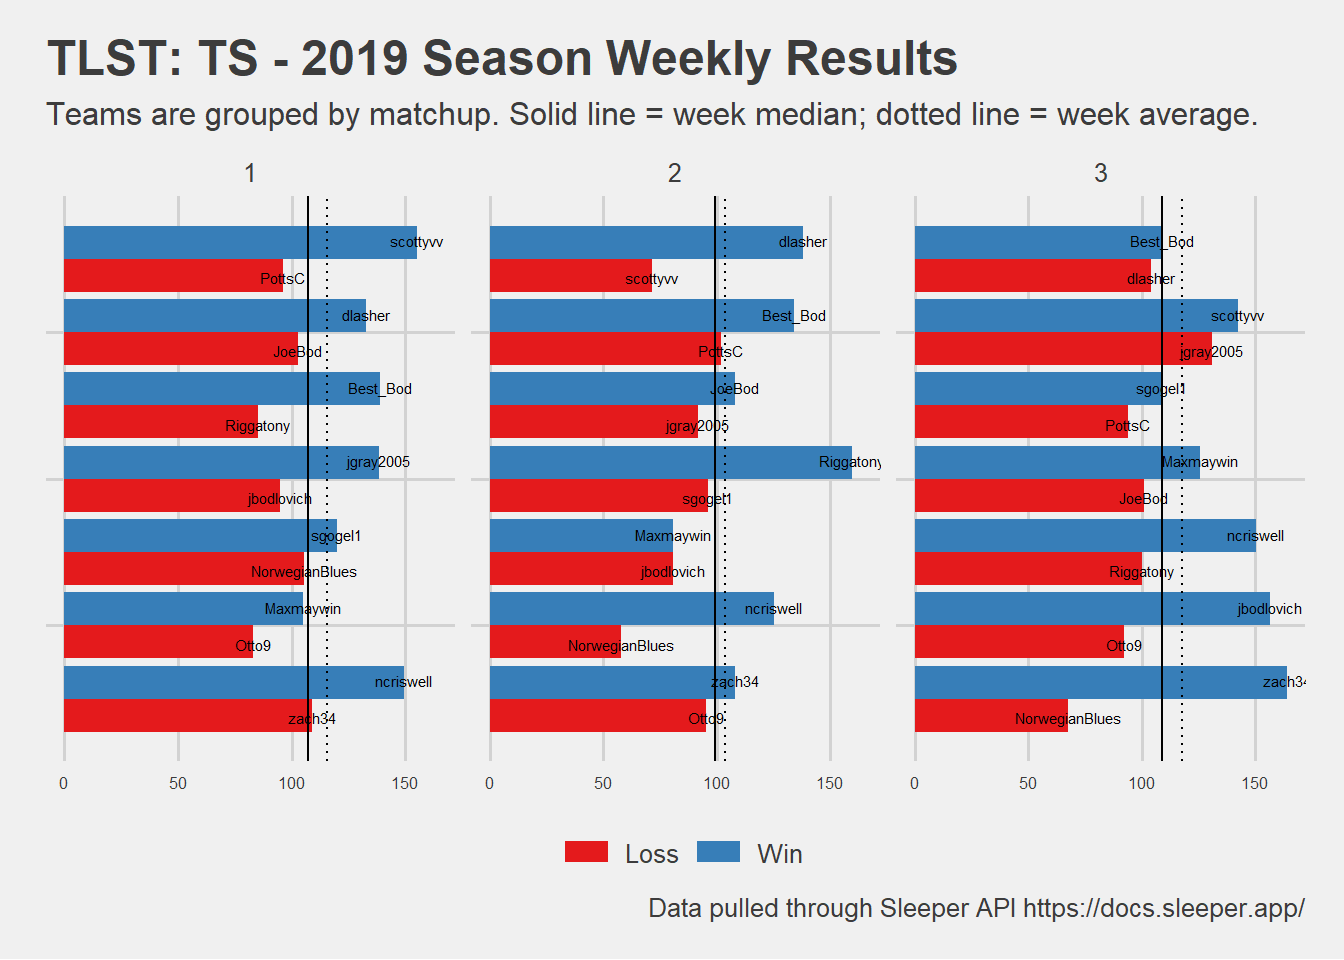 TLST: TS - 2019 Season Weekly Results
Teams are grouped by matchup. Solid line = week median; dotted line = week average.
1
scottyvv
PottsC
dlasher
JoeBod
Best_Bod
Riggatony
jgray2005
jbodlovich
sgogel1
NorwegianBlues
Maxmaywin
Otto9
ncriswell
zach34
0 50 100 150
2
dlasher
scottyvv
Best_Bod
PottsC
JoeBod
jgray2005
Riggatony
sgogel1
Maxmaywin
jbodlovich
ncriswell
NorwegianBlues
zach34
Otto9
0 50 100 150
3
Best_Bod
dlasher
scottyvv
jgray2005
sgogel1
PottsC
Maxmaywin
JoeBod
ncriswell
Riggatony
jbodlovich
Otto9
zach34
NorwegianBlues
0 50 100 150
Loss Win
Data pulled through Sleeper API https://docs.sleeper.app/